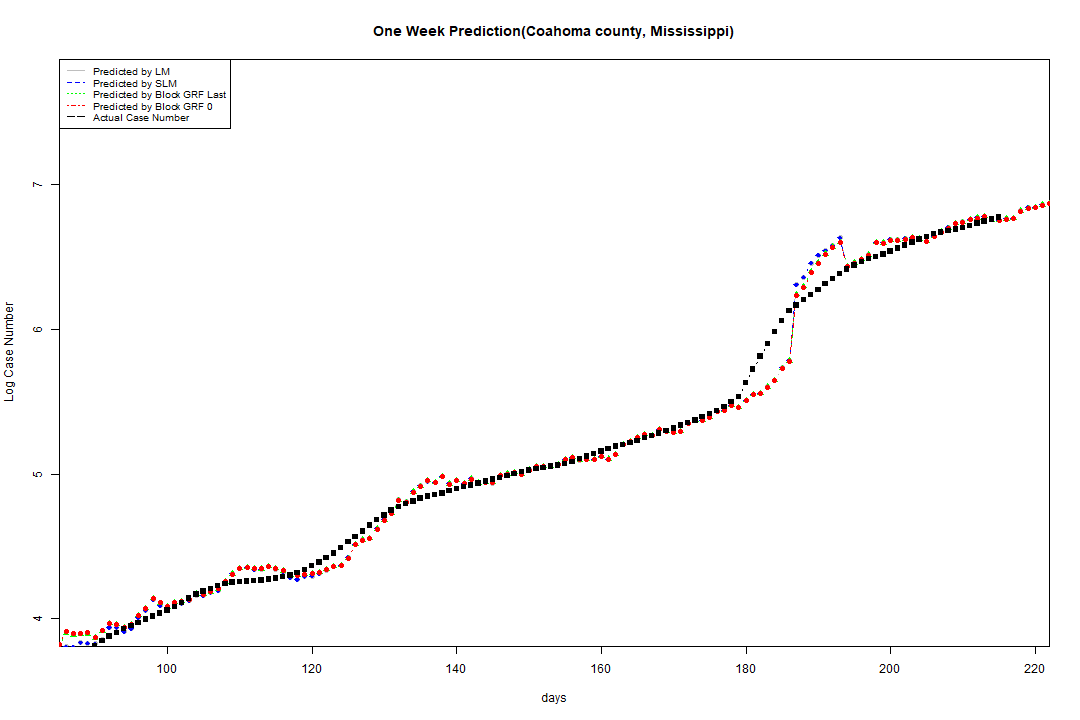 One Week Prediction(Coahoma county, Mississippi)
Predicted by LM
Predicted by SLM
Predicted by Block GRF Last
Predicted by Block GRF 0
Actual Case Number
7
6
5
4
Log Case Number
100 120 140 160 180 200 220
days